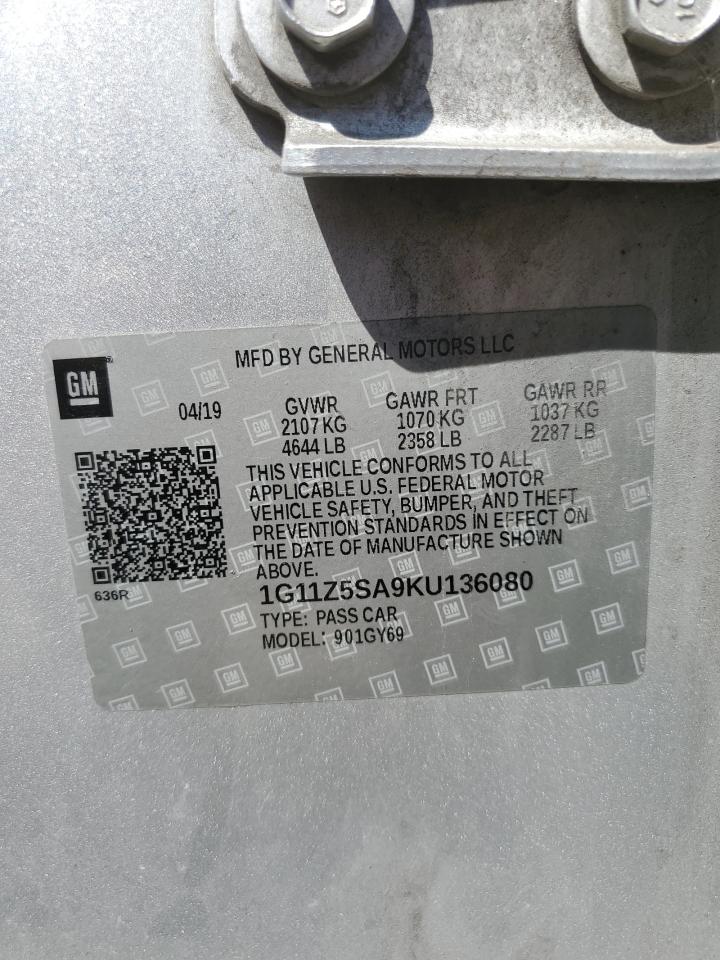 MFD BY GENERAL MOTORS LLC
GM
04/19
GVWR GAWR FRT GAWR RR
2107 KG 1070 KG 1037 KG
4644 LB 2358 LB 2287 LB
THIS VEHICLE CONFORMS TO ALL
APPLICABLE U.S. FEDERAL MOTOR
VEHICLE SAFETY, BUMPER, AND THEFT
PREVENTION STANDARDS IN EFFECT ON
THE DATE OF MANUFACTURE SHOWN
ABOVE.
636R
1G11Z5SA9KU136080
TYPE: PASS CAR
MODEL: 901GY69